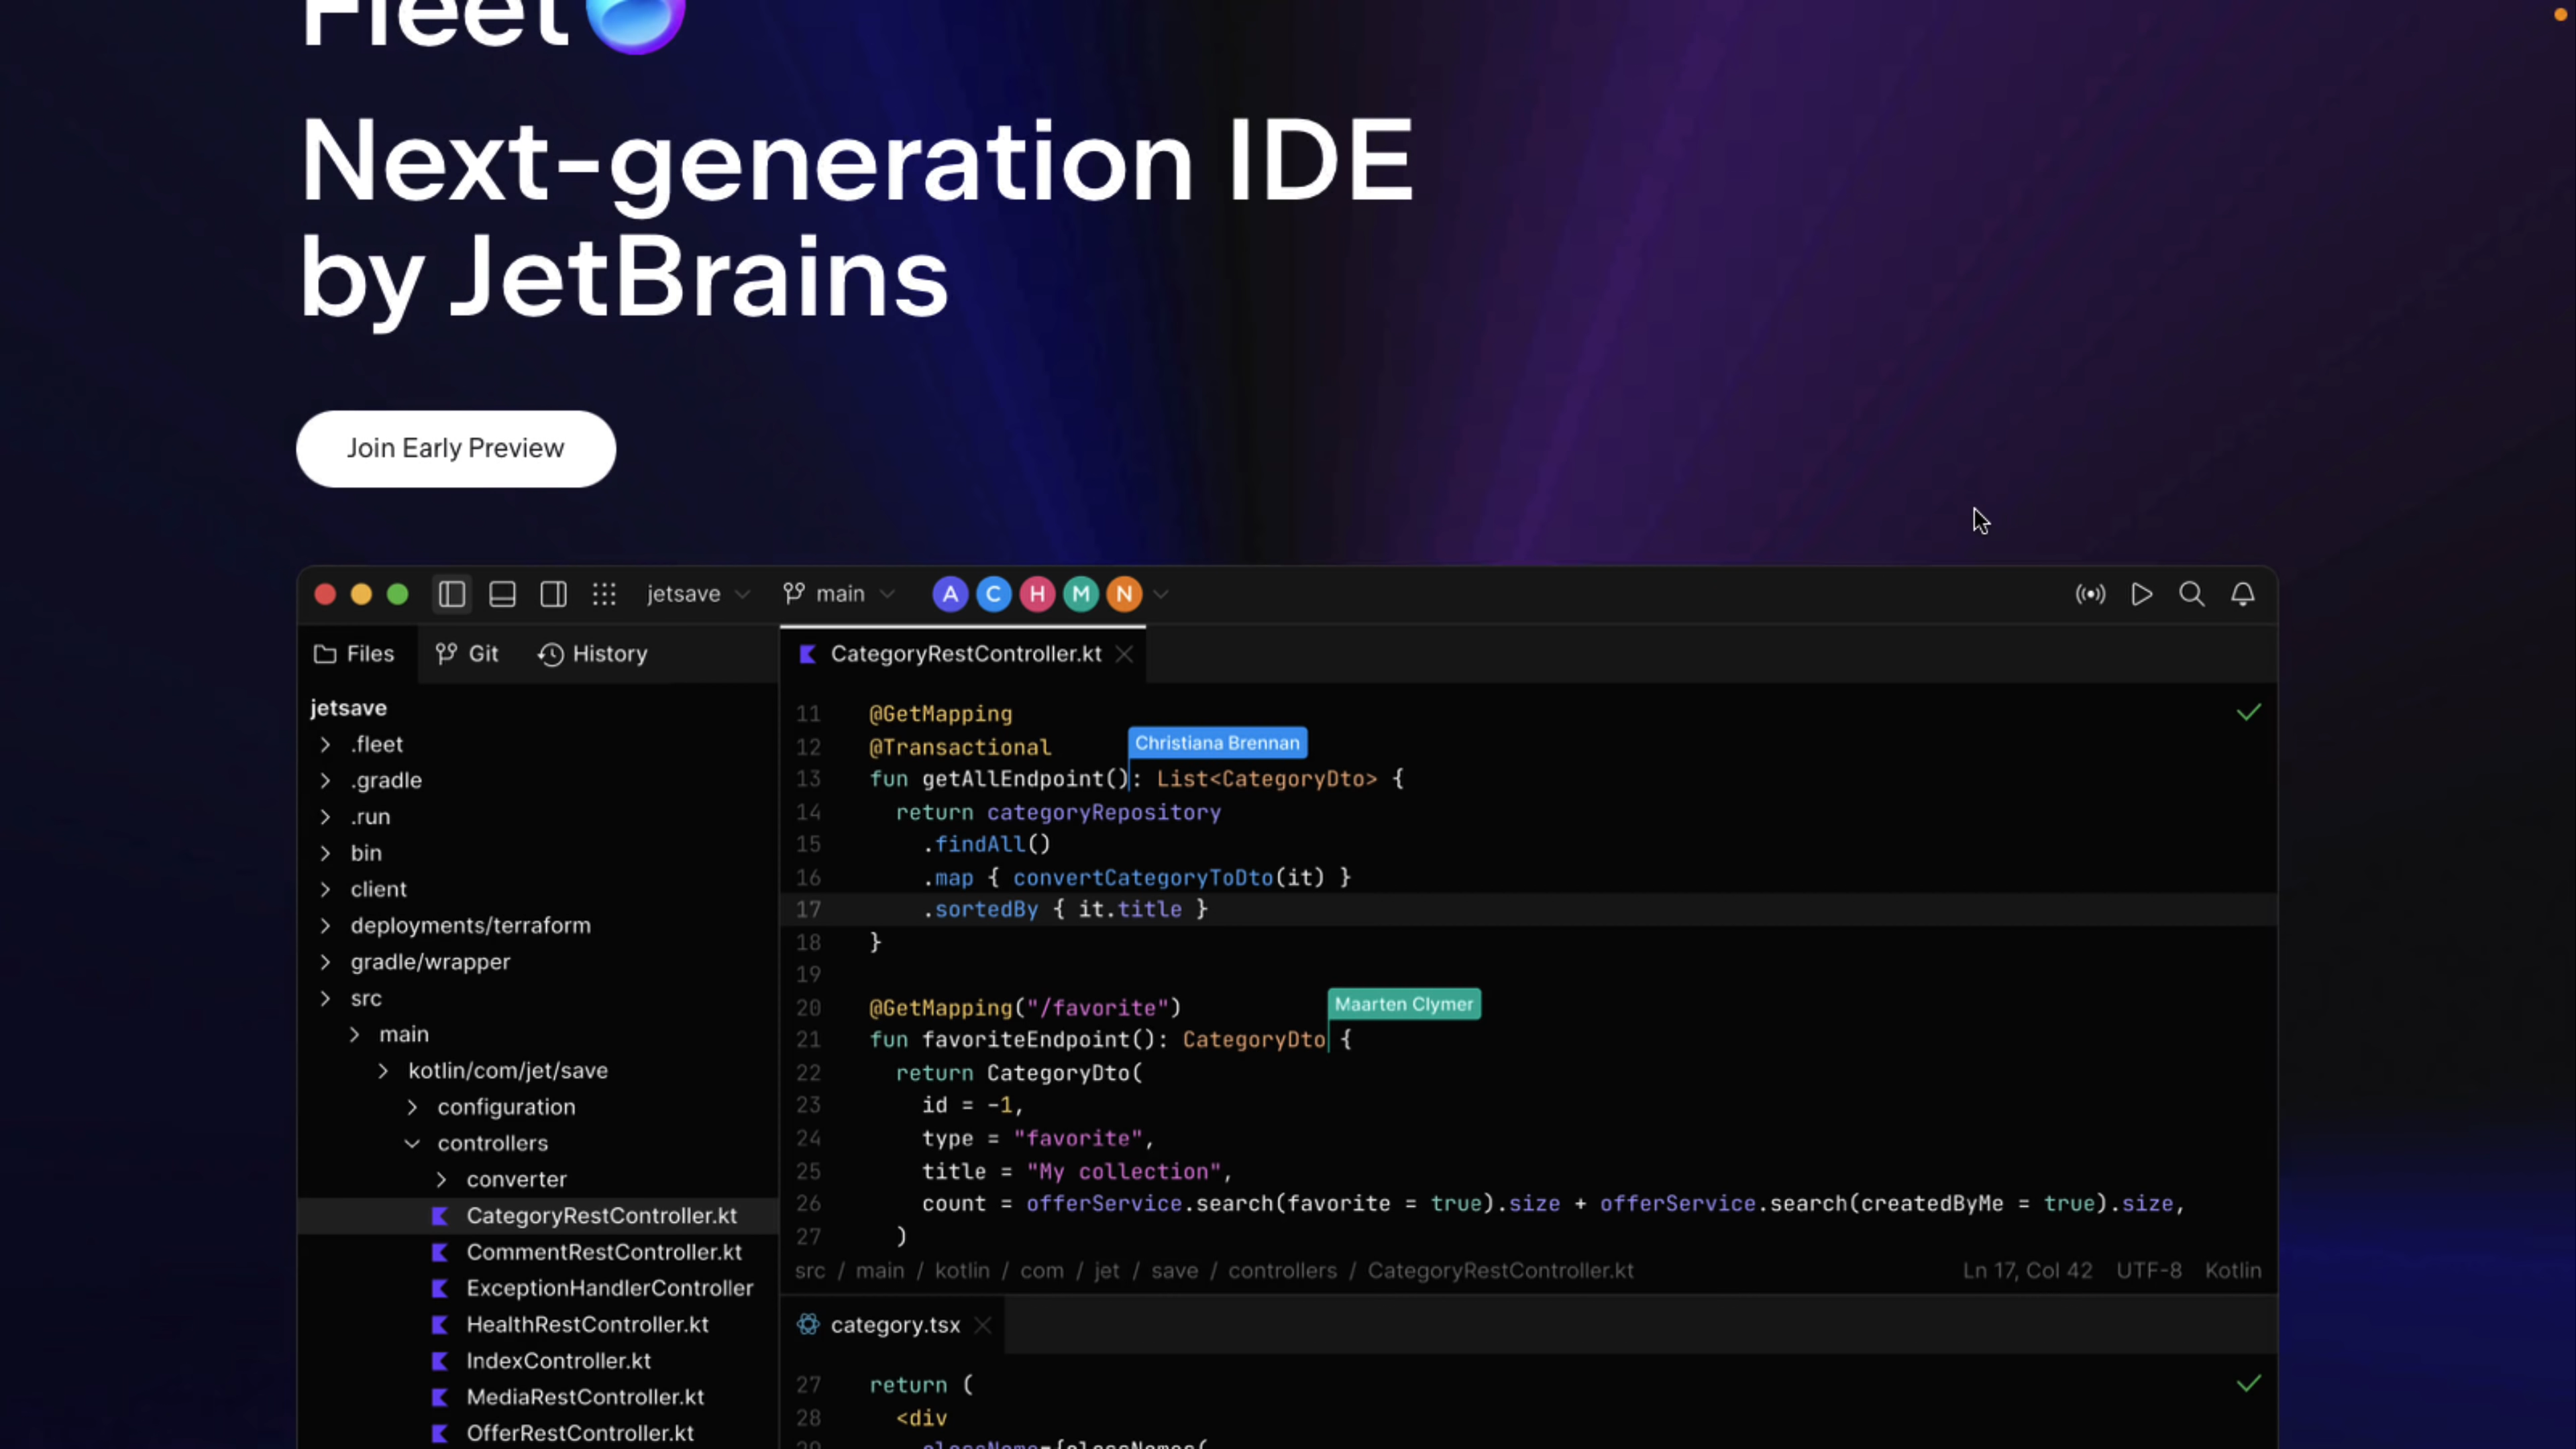 Fleet
Next-generation IDE
by JetBrains
Join Early Preview
jetsave main A C H M N
Files Git History
jetsave
.fleet
.gradle
.run
bin
client
deployments/terraform
gradle/wrapper
src
main
kotlin/com/jet/save
configuration
controllers
converter
CategoryRestController.kt
CommentRestController.kt
ExceptionHandlerController
HealthRestController.kt
IndexController.kt
MediaRestController.kt
OfferRestController.kt
CategoryRestController.kt
11 @GetMapping
12 @Transactional
Christiana Brennan
13 fun getAllEndpoint(): List<CategoryDto> {
14 return categoryRepository
15 .findAll()
16 .map { convertCategoryToDto(it) }
17 .sortedBy { it.title }
18 }
19
20 @GetMapping("/favorite")
Maarten Clymer
21 fun favoriteEndpoint(): CategoryDto {
22 return CategoryDto(
23 id = -1,
24 type = "favorite",
25 title = "My collection",
26 count = offerService.search(favorite = true).size + offerService.search(createdByMe = true).size,
27 )
src / main / kotlin / com / jet / save / controllers / CategoryRestController.kt Ln 17, Col 42 UTF-8 Kotlin
category.tsx
27 return (
28 <div